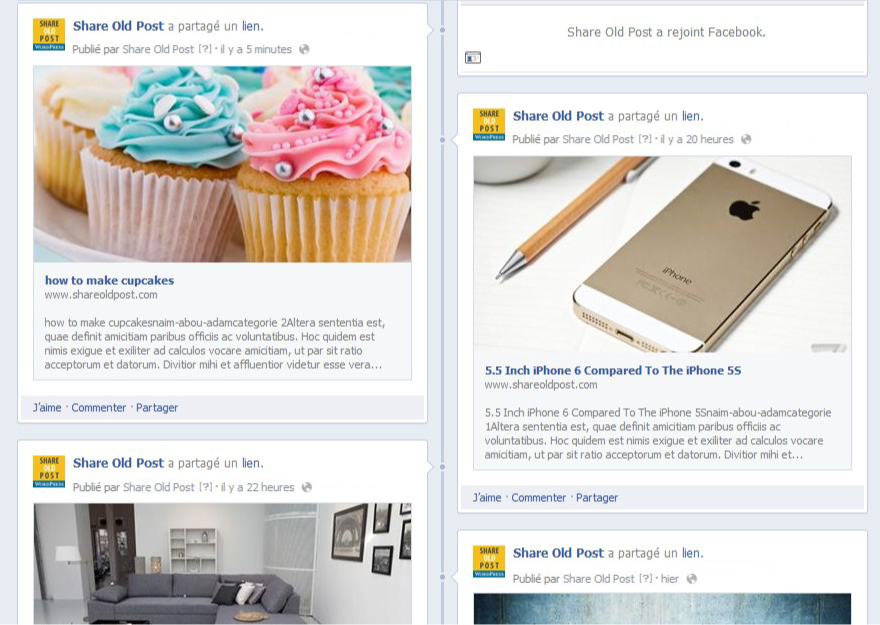 SHARE
OLD
POST
WORDPRESS
Share Old Post a partagé un lien.
Publié par Share Old Post [?] · il y a 5 minutes
how to make cupcakes
www.shareoldpost.com
how to make cupcakesnaim-abou-adamcategorie 2Altera sententia est,
quae definit amicitiam paribus officiis ac voluntatibus. Hoc quidem est
nimis exigue et exiliter ad calculos vocare amicitiam, ut par sit ratio
acceptorum et datorum. Divitior mihi et affluentior videtur esse vera...
J'aime · Commenter · Partager
SHARE
OLD
POST
WORDPRESS
Share Old Post a partagé un lien.
Publié par Share Old Post [?] · il y a 22 heures
Share Old Post a rejoint Facebook.
SHARE
OLD
POST
WORDPRESS
Share Old Post a partagé un lien.
Publié par Share Old Post [?] · il y a 20 heures
iPhone
5.5 Inch iPhone 6 Compared To The iPhone 5S
www.shareoldpost.com
5.5 Inch iPhone 6 Compared To The iPhone 5Snaim-abou-adamcategorie
1Altera sententia est, quae definit amicitiam paribus officiis ac
voluntatibus. Hoc quidem est nimis exigue et exiliter ad calculos vocare
amicitiam, ut par sit ratio acceptorum et datorum. Divitior mihi et...
J'aime · Commenter · Partager
SHARE
OLD
POST
WORDPRESS
Share Old Post a partagé un lien.
Publié par Share Old Post [?] · hier